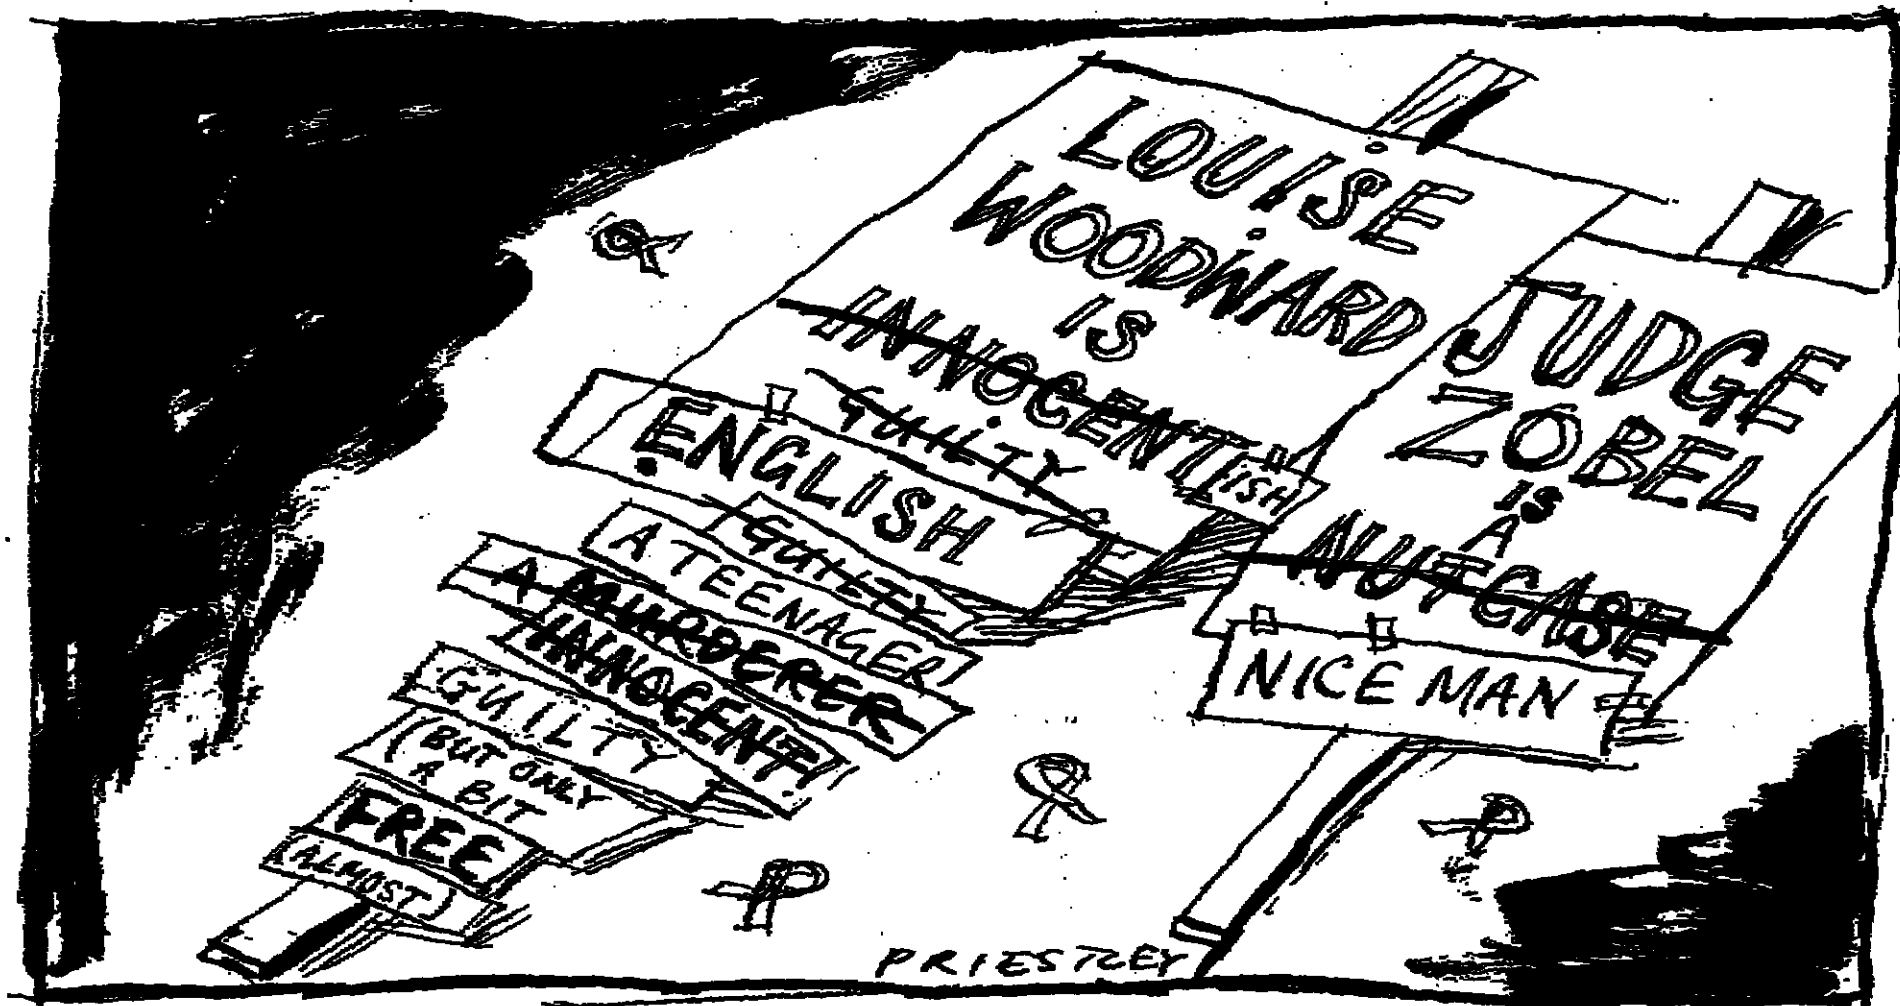 LOUISE
WOODWARD
IS
INNOCENT
ISH
GUILTY
ENGLISH
GUILTY
A TEENAGER
A MURDERER
INNOCENT
GUILTY
(BUT ONLY
A BIT
FREE
(ALMOST)
JUDGE
ZOBEL
IS
A
NUTCASE
NICE MAN
PRIESTLEY